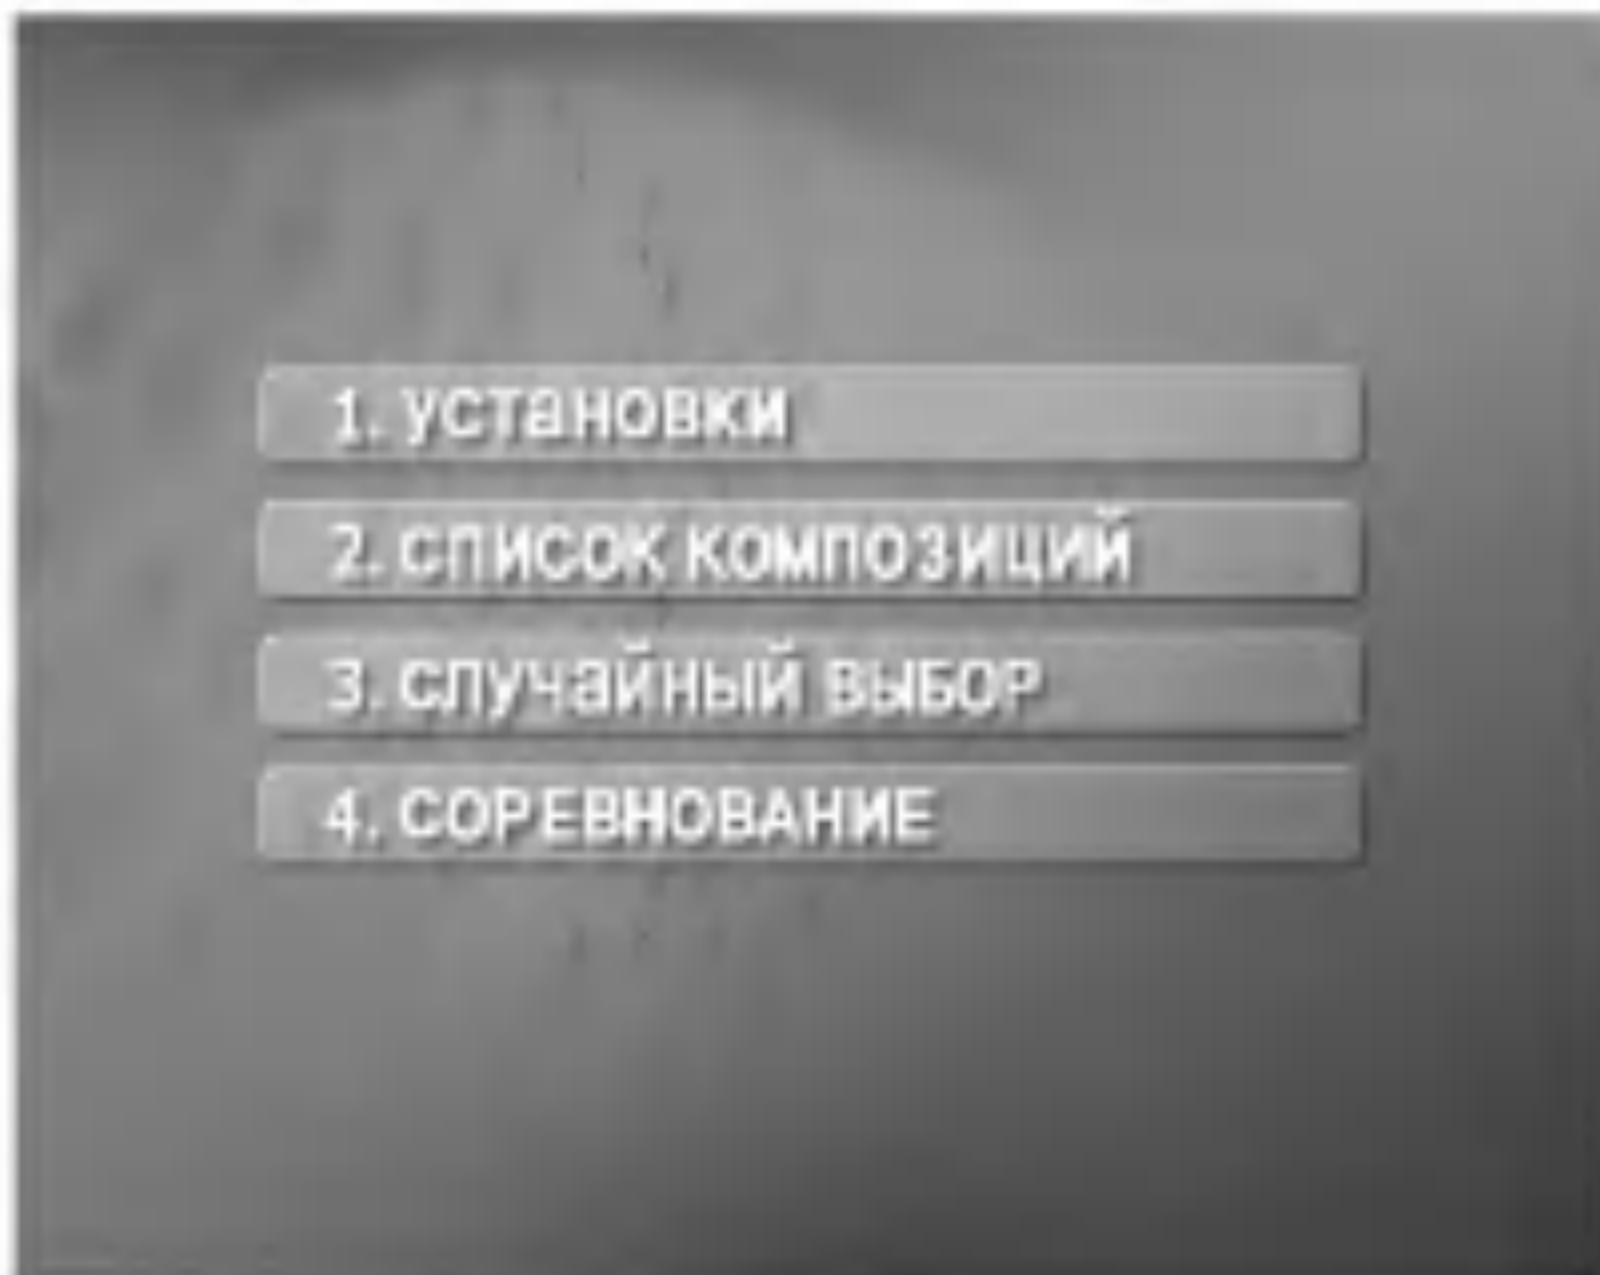 1. УСТаНОВКИ
2. СПИСОК КОМПОЗИЦИЙ
3. СЛУЧаЙНЫЙ ВЫБОР
4. СОРЕВНОВАНИЕ